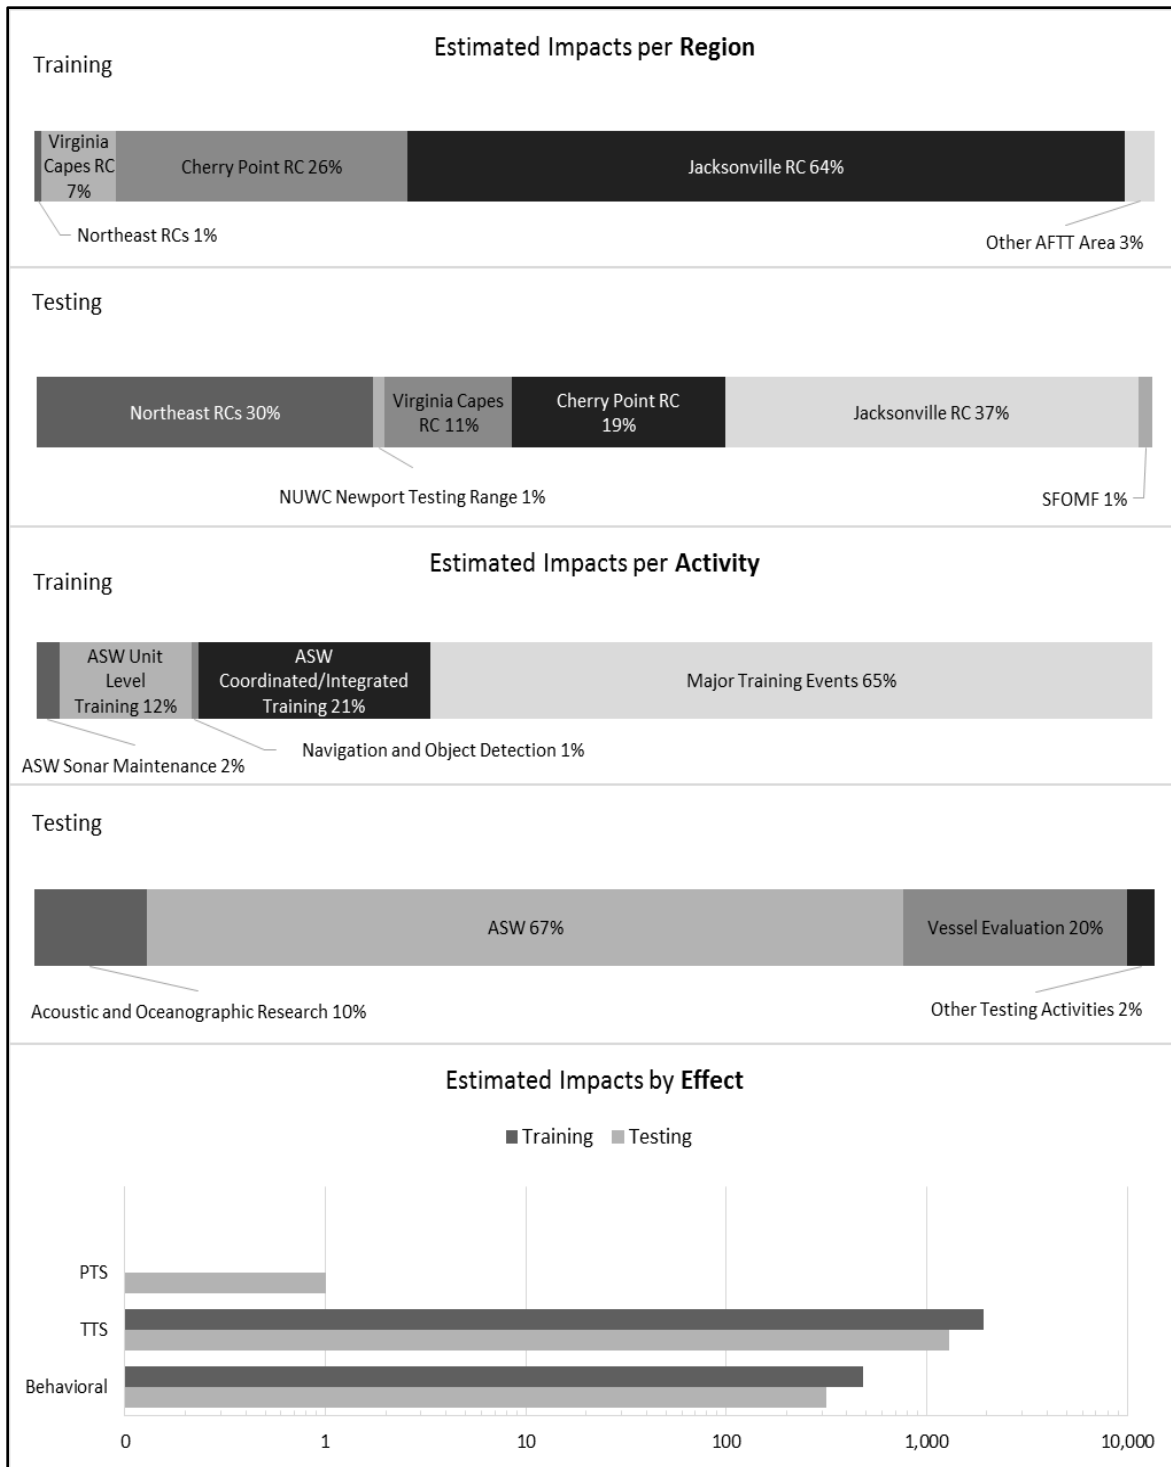 Estimated Impacts per Region
Training
Virginia
Capes RC
7%
Cherry Point RC 26%
Jacksonville RC 64%
Northeast RCs 1%
Other AFTT Area 3%
Testing
Northeast RCs 30%
Virginia Capes
RC 11%
Cherry Point RC
19%
Jacksonville RC 37%
NUWC Newport Testing Range 1%
SFOMF 1%
Estimated Impacts per Activity
Training
ASW Unit
Level
Training 12%
ASW
Coordinated/Integrated
Training 21%
Major Training Events 65%
Navigation and Object Detection 1%
ASW Sonar Maintenance 2%
Testing
ASW 67%
Vessel Evaluation 20%
Acoustic and Oceanographic Research 10%
Other Testing Activities 2%
Estimated Impacts by Effect
Training Testing
PTS
TTS
Behavioral
0 1 10 100 1,000 10,000